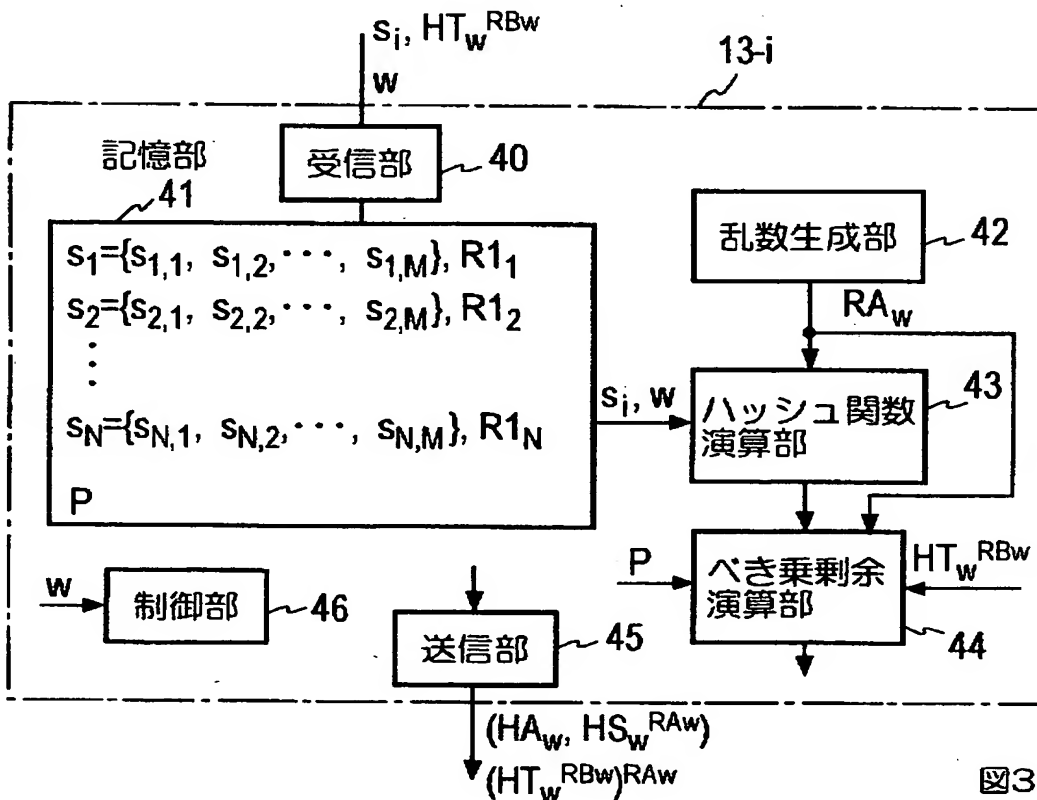 s_i, HT_w^RBw
w
13-i
記憶部
41
受信部
40
s_1={s_1,1, s_1,2,···, s_1,M}, R1_1
s_2={s_2,1, s_2,2,···, s_2,M}, R1_2
⋮
s_N={s_N,1, s_N,2,···, s_N,M}, R1_N
P
乱数生成部
42
RA_w
s_i, w
ハッシュ関数
演算部
43
P
べき乗剰余
演算部
HT_w^RBw
44
w
制御部
46
送信部
45
(HA_w, HS_w^RAw)
(HT_w^RBw)^RAw
図3